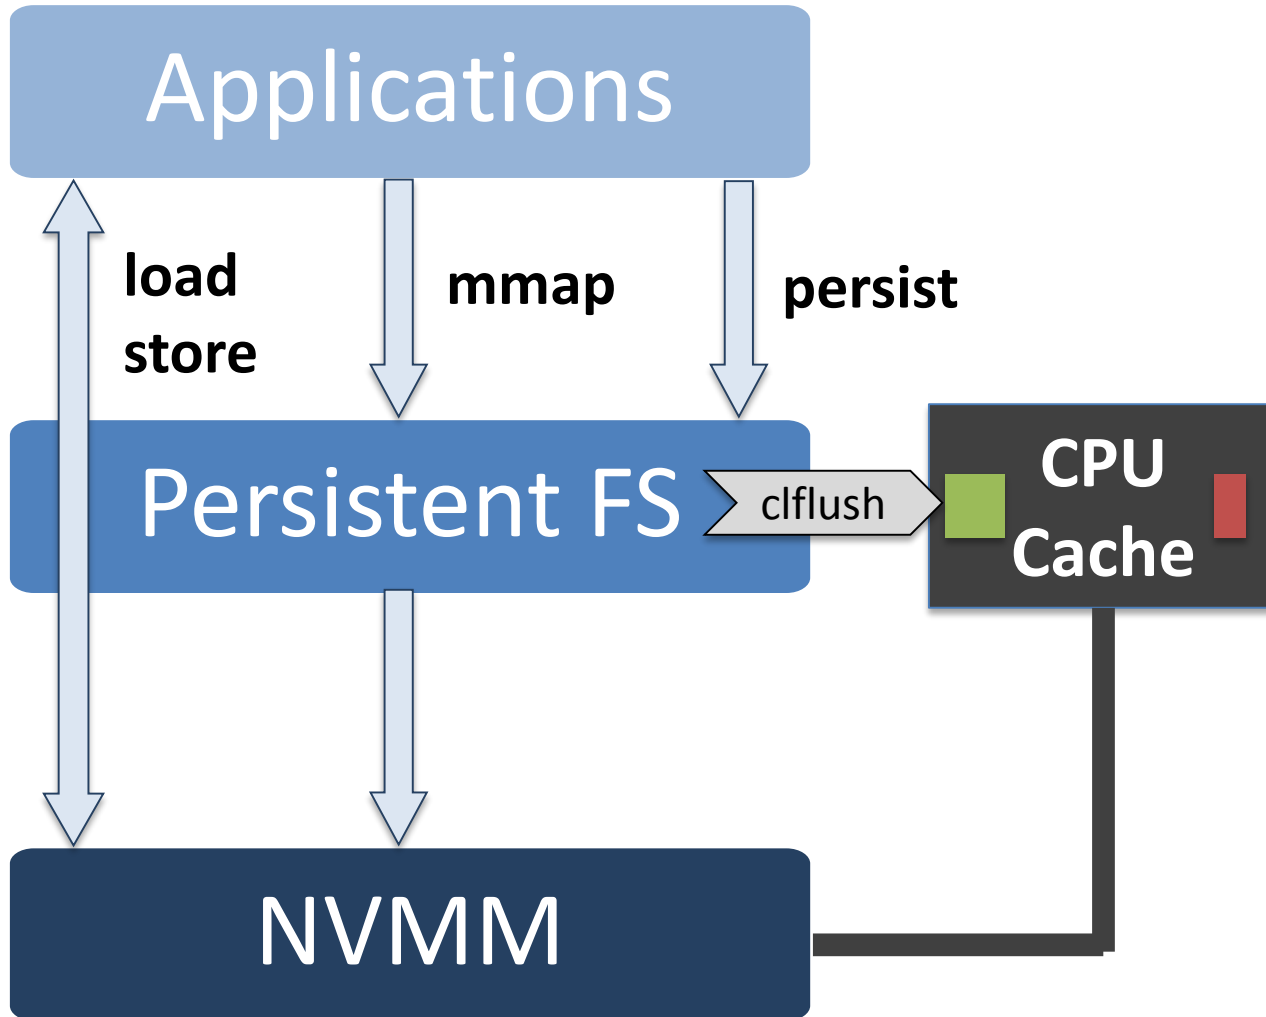 Applications
load
store
mmap
persist
Persistent FS
clflush
CPU
Cache
NVMM